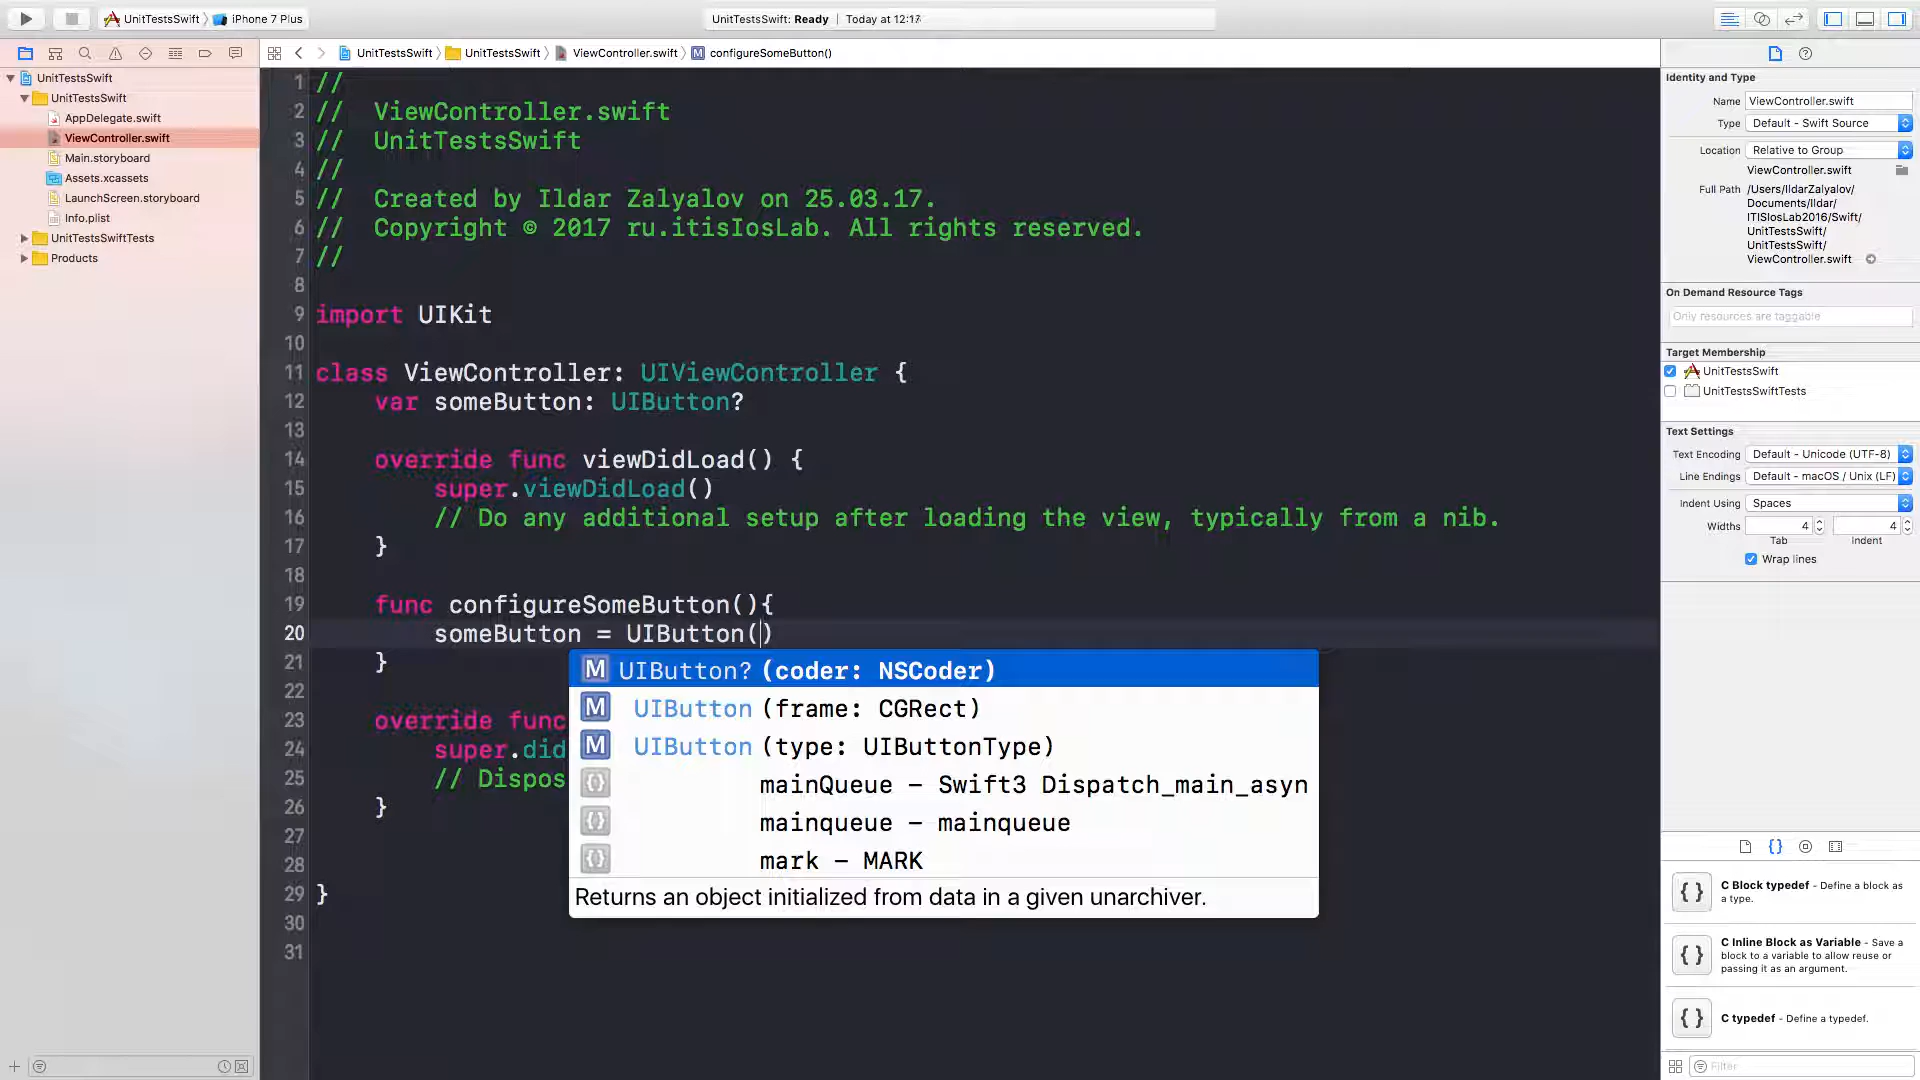 UnitTestsSwift iPhone 7 Plus
UnitTestsSwift: Ready | Today at 12:17
UnitTestsSwift UnitTestsSwift ViewController.swift M configureSomeButton()
UnitTestsSwift
UnitTestsSwift
AppDelegate.swift
ViewController.swift
Main.storyboard
Assets.xcassets
LaunchScreen.storyboard
Info.plist
UnitTestsSwiftTests
Products
1 //
2 // ViewController.swift
3 // UnitTestsSwift
4 //
5 // Created by Ildar Zalyalov on 25.03.17.
6 // Copyright © 2017 ru.itisIosLab. All rights reserved.
7 //
8
9 import UIKit
10
11 class ViewController: UIViewController {
12 var someButton: UIButton?
13
14 override func viewDidLoad() {
15 super.viewDidLoad()
16 // Do any additional setup after loading the view, typically from a nib.
17 }
18
19 func configureSomeButton(){
20 someButton = UIButton()
21 }
22
23 override func
24 super.did
25 // Dispos
26 }
27
28
29 }
30
31
M UIButton? (coder: NSCoder)
M UIButton (frame: CGRect)
M UIButton (type: UIButtonType)
{} mainQueue – Swift3 Dispatch_main_asyn
{} mainqueue – mainqueue
{} mark – MARK
Returns an object initialized from data in a given unarchiver.
Identity and Type
Name ViewController.swift
Type Default - Swift Source
Location Relative to Group
ViewController.swift
Full Path /Users/IldarZalyalov/
Documents/Ildar/
ITISIosLab2016/Swift/
UnitTestsSwift/
UnitTestsSwift/
ViewController.swift
On Demand Resource Tags
Only resources are taggable
Target Membership
UnitTestsSwift
UnitTestsSwiftTests
Text Settings
Text Encoding Default - Unicode (UTF-8)
Line Endings Default - macOS / Unix (LF)
Indent Using Spaces
Widths 4 4
Tab Indent
Wrap lines
{ } C Block typedef - Define a block as
a type.
{ } C Inline Block as Variable - Save a
block to a variable to allow reuse or
passing it as an argument.
{ } C typedef - Define a typedef.
Filter